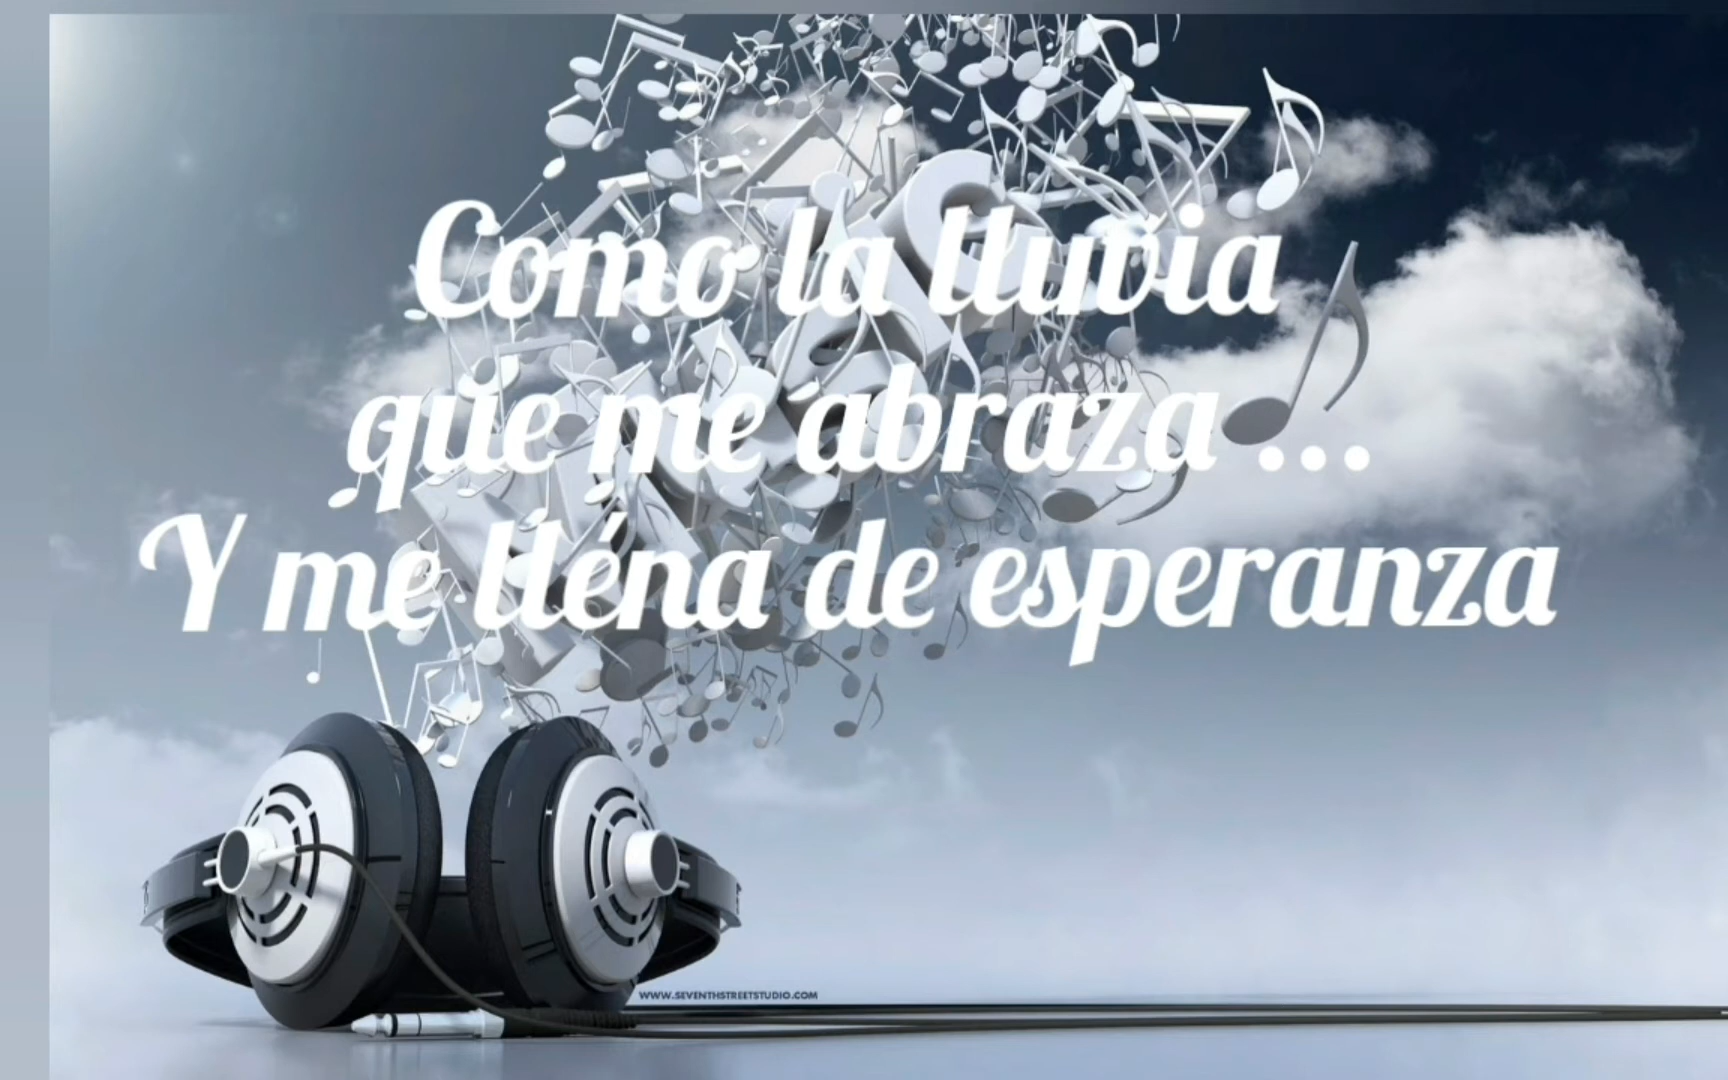 Como la lluvia
que me abraza ...
Y me lléna de esperanza
WWW.SEVENTHSTREETSTUDIO.COM